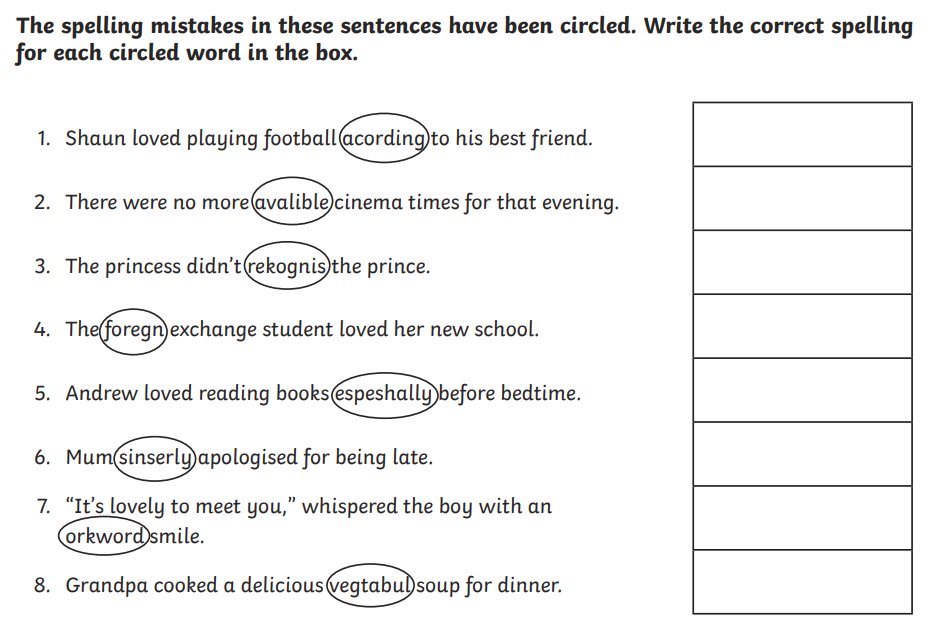 The spelling mistakes in these sentences have been circled. Write the correct spelling
for each circled word in the box.
1. Shaun loved playing football acording to his best friend.
2. There were no more avalible cinema times for that evening.
3. The princess didn't rekognis the prince.
4. The foregn exchange student loved her new school.
5. Andrew loved reading books espeshally before bedtime.
6. Mum sinserly apologised for being late.
7. “It's lovely to meet you,” whispered the boy with an
orkword smile.
8. Grandpa cooked a delicious vegtabul soup for dinner.